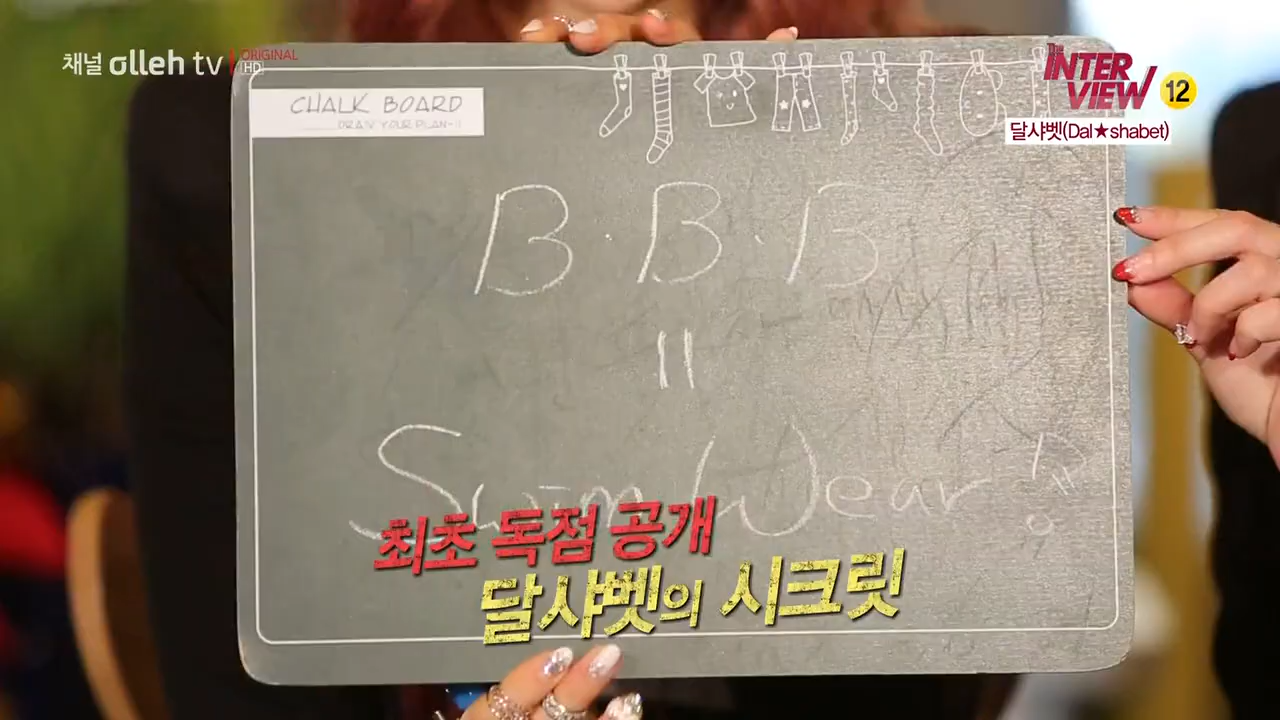 채널 olleh tv ORIGINAL
HD
The INTERVIEW 12
달샤벳(Dal★shabet)
CHALK BOARD
DRAW YOUR PLAN~!!
B B B
=
Swim Wear ?
최초 독점 공개
달샤벳의 시크릿